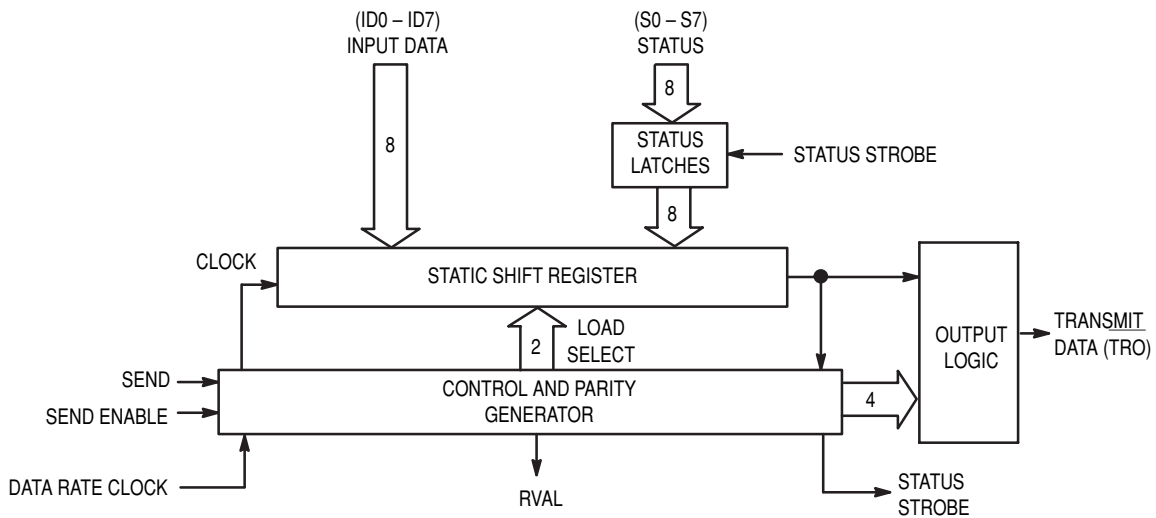 (ID0 – ID7)
INPUT DATA
(S0 – S7)
STATUS
8
8
STATUS
LATCHES
STATUS STROBE
8
CLOCK
STATIC SHIFT REGISTER
2
LOAD
SELECT
OUTPUT
LOGIC
TRANSMIT
DATA (TRO)
SEND
SEND ENABLE
CONTROL AND PARITY
GENERATOR
4
DATA RATE CLOCK
RVAL
STATUS
STROBE